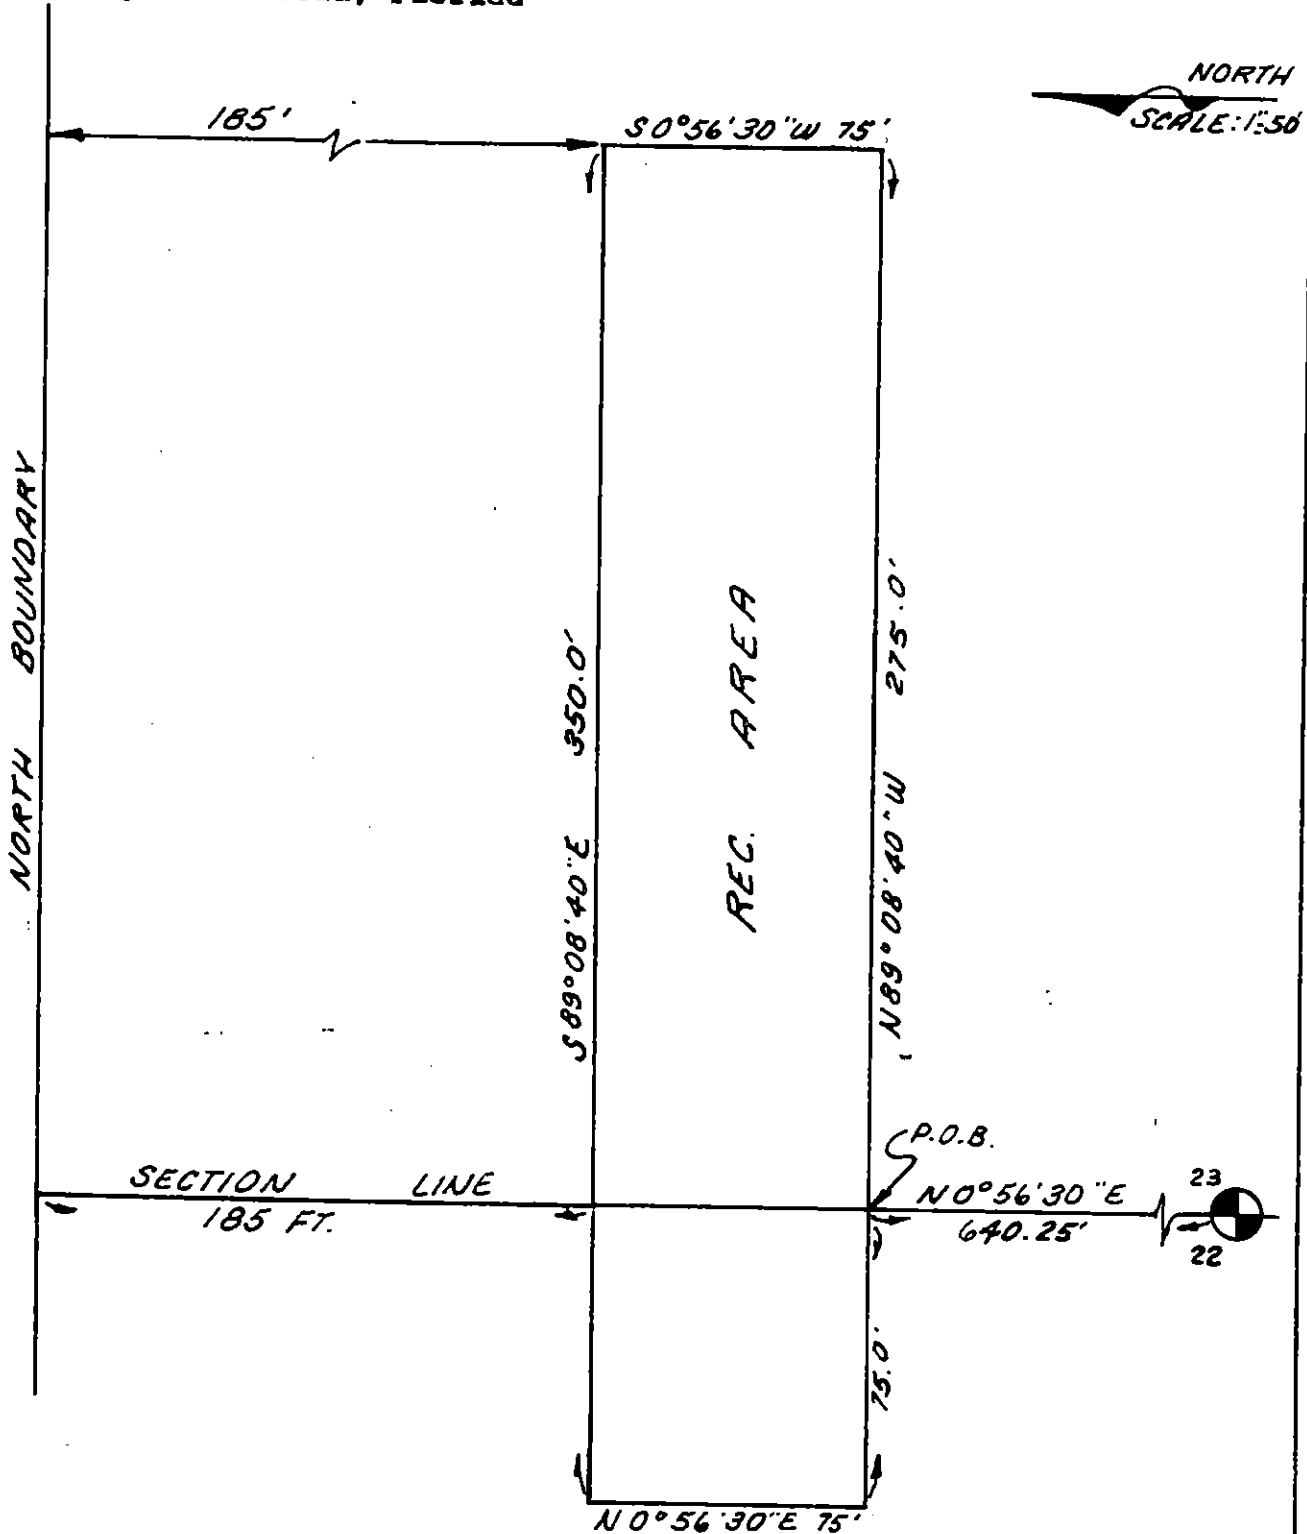 Florida
NORTH
SCALE: 1"=50'
185'
S 0°56'30"W 75'
NORTH BOUNDARY
S 89°08'40"E 350.0'
REC. AREA
N 89°08'40"W 275.0'
P.O.B.
SECTION LINE
185 FT.
N 0°56'30"E
640.25'
23
22
75.0'
N 0°56'30"E 75'